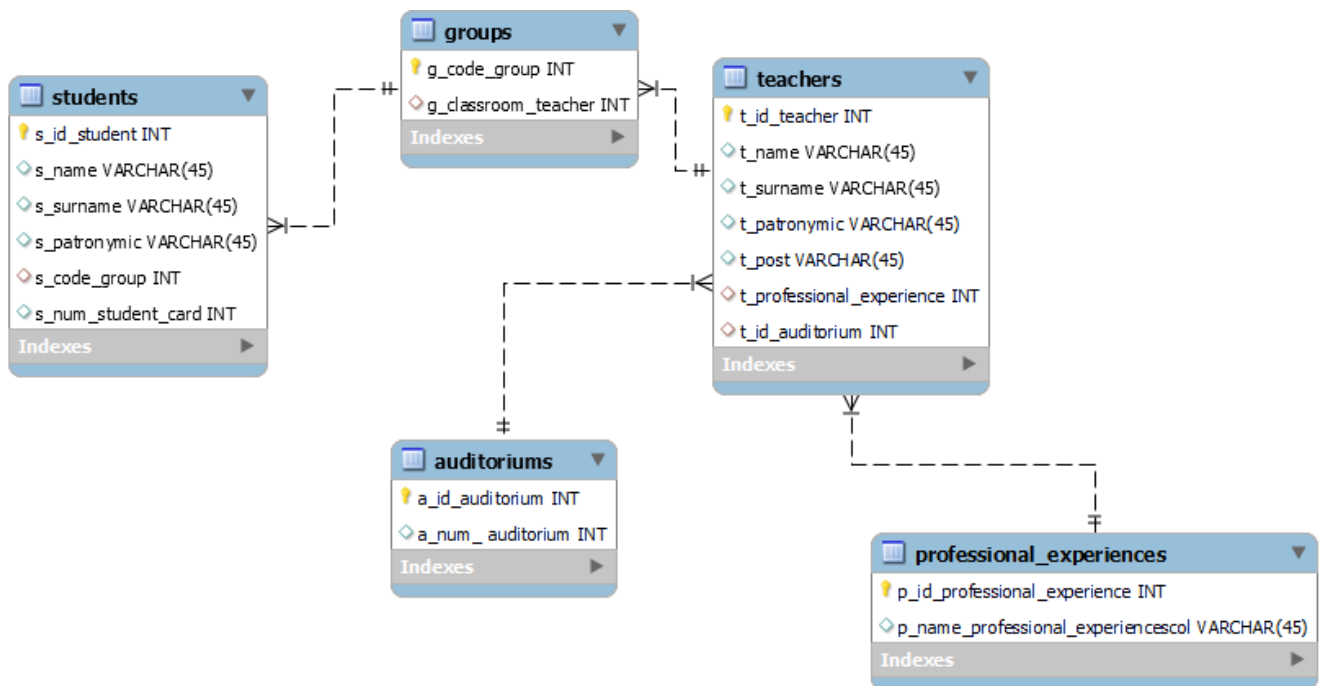 groups
g_code_group INT
g_classroom_teacher INT
Indexes
students
s_id_student INT
s_name VARCHAR(45)
s_surname VARCHAR(45)
s_patronymic VARCHAR(45)
s_code_group INT
s_num_student_card INT
Indexes
teachers
t_id_teacher INT
t_name VARCHAR(45)
t_surname VARCHAR(45)
t_patronymic VARCHAR(45)
t_post VARCHAR(45)
t_professional_experience INT
t_id_auditorium INT
Indexes
auditoriums
a_id_auditorium INT
a_num_ auditorium INT
Indexes
professional_experiences
p_id_professional_experience INT
p_name_professional_experiencescol VARCHAR(45)
Indexes